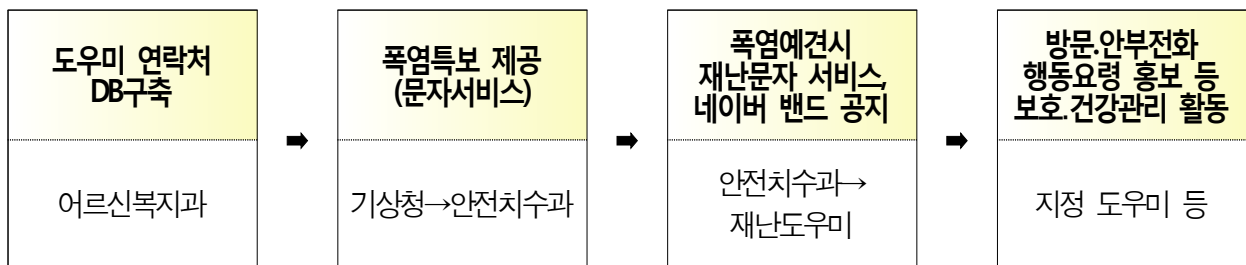 도우미 연락처
DB구축
어르신복지과
➡
폭염특보 제공
(문자서비스)
기상청→안전치수과
➡
폭염예견시
재난문자 서비스,
네이버 밴드 공지
안전치수과→
재난도우미
➡
방문.안부전화
행동요령 홍보 등
보호.건강관리 활동
지정 도우미 등